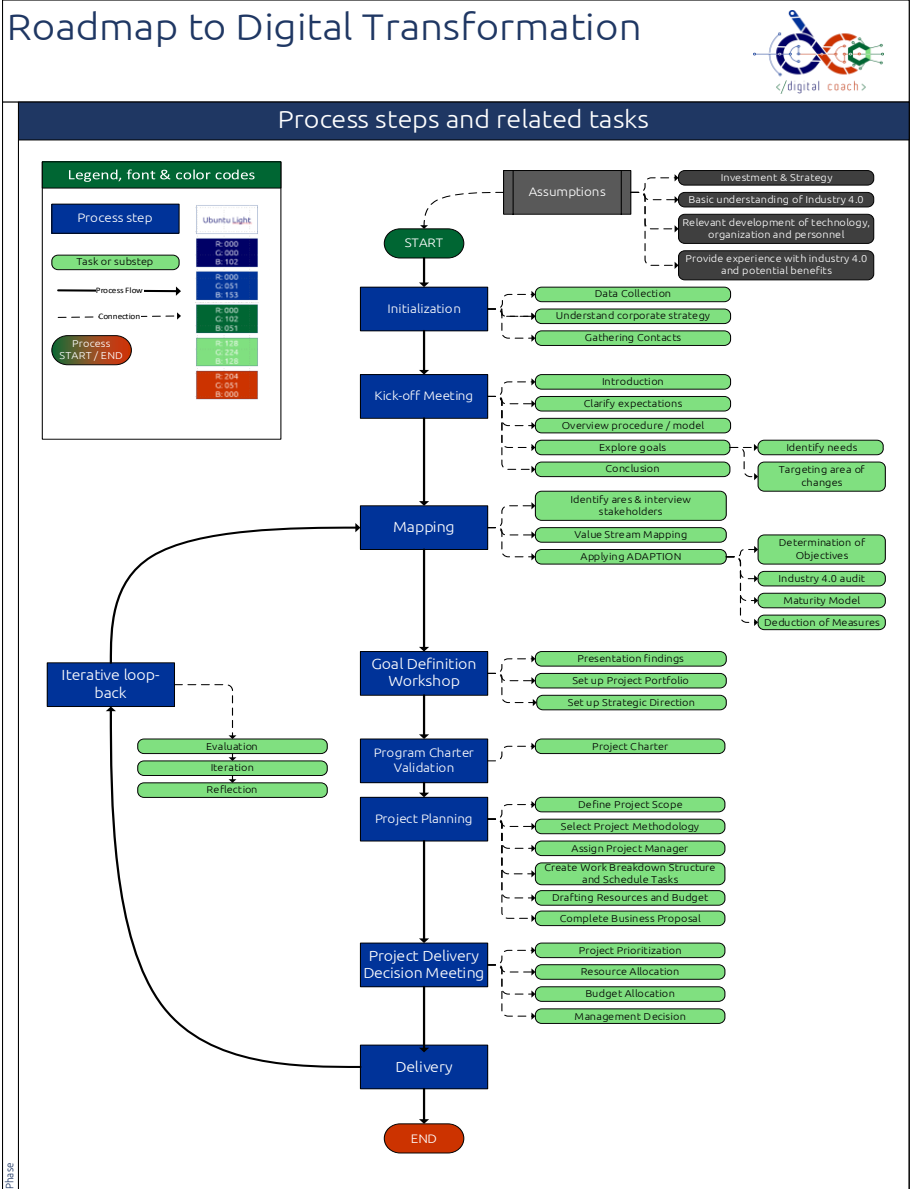 Roadmap to Digital Transformation
</digital coach>
Process steps and related tasks
Legend, font & color codes
Process step
Ubuntu Light
R: 000
G: 000
B: 102
Task or substep
R: 000
G: 051
B: 153
Process Flow
Connection
R: 000
G: 102
B: 051
Process
START / END
R: 128
G: 224
B: 128
R: 204
G: 051
B: 000
Assumptions
Investment & Strategy
Basic understanding of Industry 4.0
Relevant development of technology,
organization and personnel
Provide experience with industry 4.0
and potential benefits
START
Initialization
Data Collection
Understand corporate strategy
Gathering Contacts
Kick-off Meeting
Introduction
Clarify expectations
Overview procedure / model
Explore goals
Conclusion
Identify needs
Targeting area of
changes
Mapping
Identify ares & interview
stakeholders
Value Stream Mapping
Applying ADAPTION
Determination of
Objectives
Industry 4.0 audit
Maturity Model
Deduction of Measures
Goal Definition
Workshop
Presentation findings
Set up Project Portfolio
Set up Strategic Direction
Iterative loop-
back
Evaluation
Iteration
Reflection
Program Charter
Validation
Project Charter
Project Planning
Define Project Scope
Select Project Methodology
Assign Project Manager
Create Work Breakdown Structure
and Schedule Tasks
Drafting Resources and Budget
Complete Business Proposal
Project Delivery
Decision Meeting
Project Prioritization
Resource Allocation
Budget Allocation
Management Decision
Delivery
END
Phase